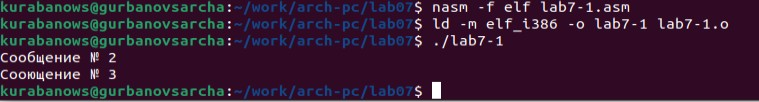 kurabanows@gurbanovsarcha:~/work/arch-pc/lab07$ nasm -f elf lab7-1.asm
kurabanows@gurbanovsarcha:~/work/arch-pc/lab07$ ld -m elf_i386 -o lab7-1 lab7-1.o
kurabanows@gurbanovsarcha:~/work/arch-pc/lab07$ ./lab7-1
Сообщение № 2
Сооющение № 3
kurabanows@gurbanovsarcha:~/work/arch-pc/lab07$